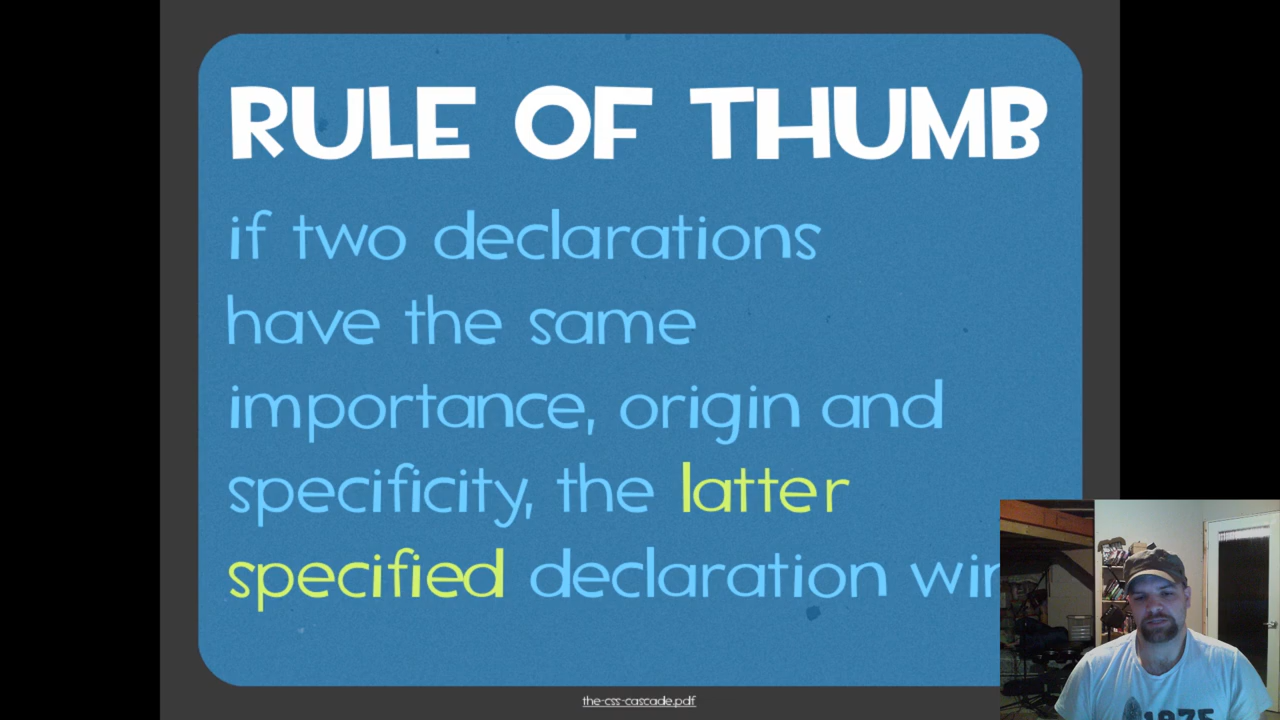 RULE OF THUMB
if two declarations
have the same
importance, origin and
specificity, the latter
specified declaration
the-css-cascade.pdf
1975